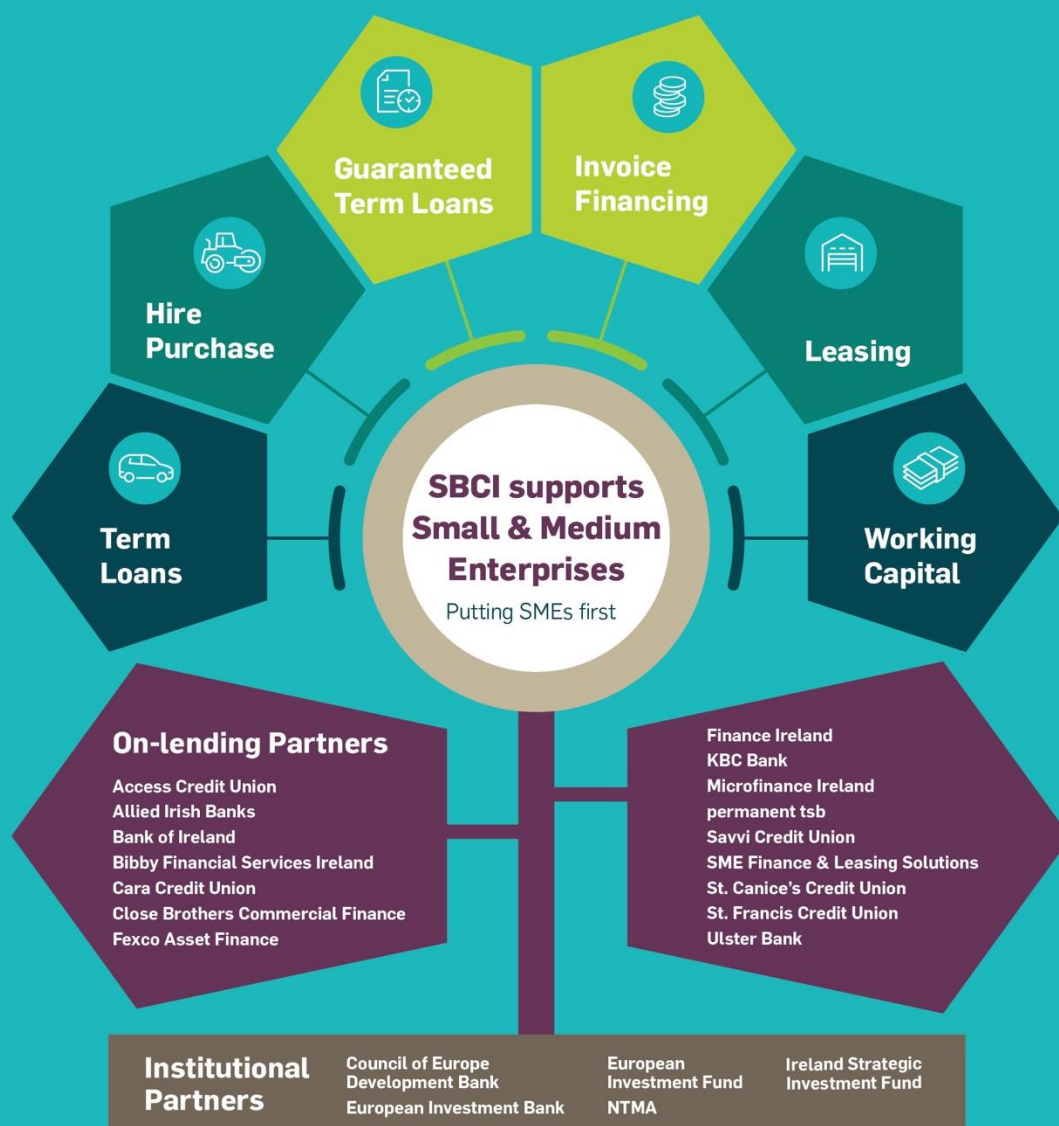 Guaranteed
Term Loans
Invoice
Financing
Hire
Purchase
Leasing
Term
Loans
SBCI supports
Small & Medium
Enterprises
Putting SMEs first
Working
Capital
On-lending Partners
Access Credit Union
Allied Irish Banks
Bank of Ireland
Bibby Financial Services Ireland
Cara Credit Union
Close Brothers Commercial Finance
Fexco Asset Finance
Finance Ireland
KBC Bank
Microfinance Ireland
permanent tsb
Savvi Credit Union
SME Finance & Leasing Solutions
St. Canice's Credit Union
St. Francis Credit Union
Ulster Bank
Institutional
Partners
Council of Europe
Development Bank
European Investment Bank
European
Investment Fund
NTMA
Ireland Strategic
Investment Fund